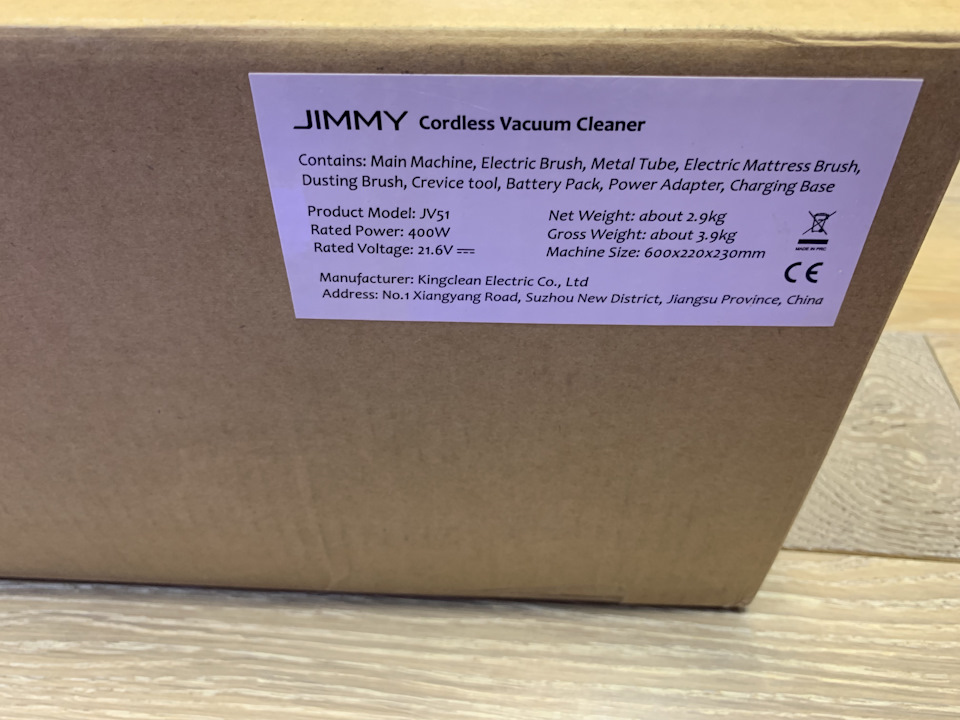 JIMMY Cordless Vacuum Cleaner
Contains: Main Machine, Electric Brush, Metal Tube, Electric Mattress Brush,
Dusting Brush, Crevice tool, Battery Pack, Power Adapter, Charging Base
Product Model: JV51
Rated Power: 400W
Rated Voltage: 21.6V
Net Weight: about 2.9kg
Gross Weight: about 3.9kg
Machine Size: 600x220x230mm
MADE IN PRC
CE
Manufacturer: Kingclean Electric Co., Ltd
Address: No.1 Xiangyang Road, Suzhou New District, Jiangsu Province, China